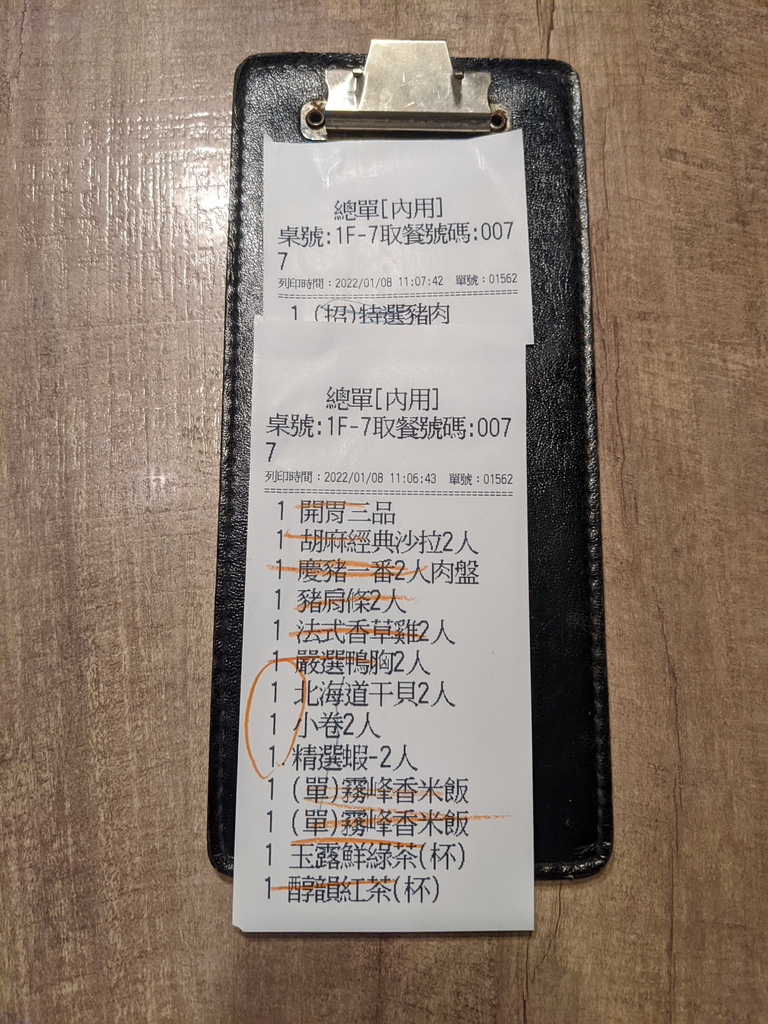 總單[內用]
桌號:1F-7取餐號碼:007
7
列印時間：2022/01/08 11:07:42 單號：01562
1 (招)特選豬肉
總單[內用]
桌號:1F-7取餐號碼:007
7
列印時間：2022/01/08 11:06:43 單號：01562
1 開胃三品
1 胡麻經典沙拉2人
1 慶豬一番2人肉盤
1 豬肩條2人
1 法式香草雞2人
1 嚴選鴨胸2人
1 北海道干貝2人
1 小卷2人
1 精選蝦-2人
1 (單)霧峰香米飯
1 (單)霧峰香米飯
1 玉露鮮綠茶(杯)
1 醇韻紅茶(杯)